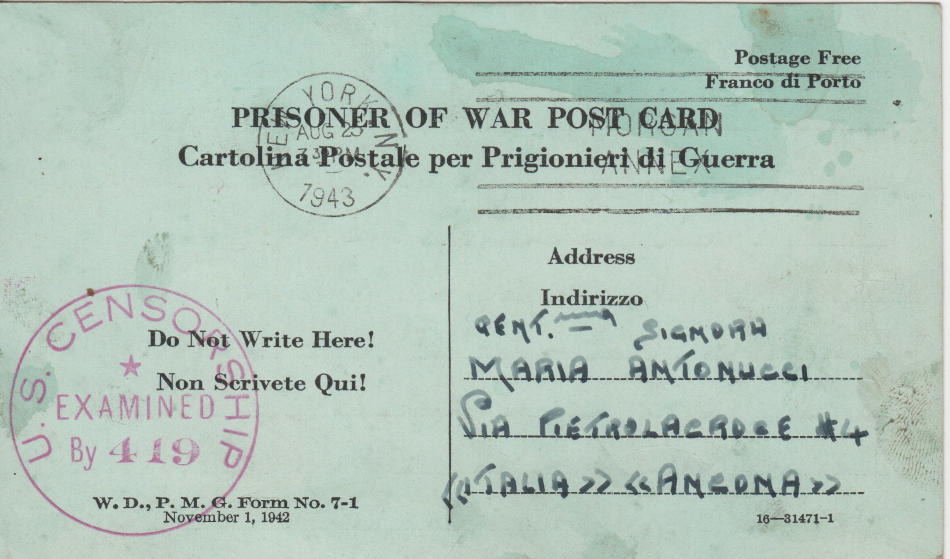 Postage Free
Franco di Porto
PRISONER OF WAR POST CARD
Cartolina Postale per Prigionieri di Guerra
NEW YORK, N.Y.
AUG 23
1943
MORGAN
ANNEX
Address
Indirizzo
GENT. SIGNORA
MARIA ANTONUCCI
VIA #4
«ITALIA» «ANCONA»
Do Not Write Here!
Non Scrivete Qui!
U.S. CENSORSHIP
EXAMINED
By 419
W. D., P. M. G. Form No. 7-1
November 1, 1942
16—31471-1